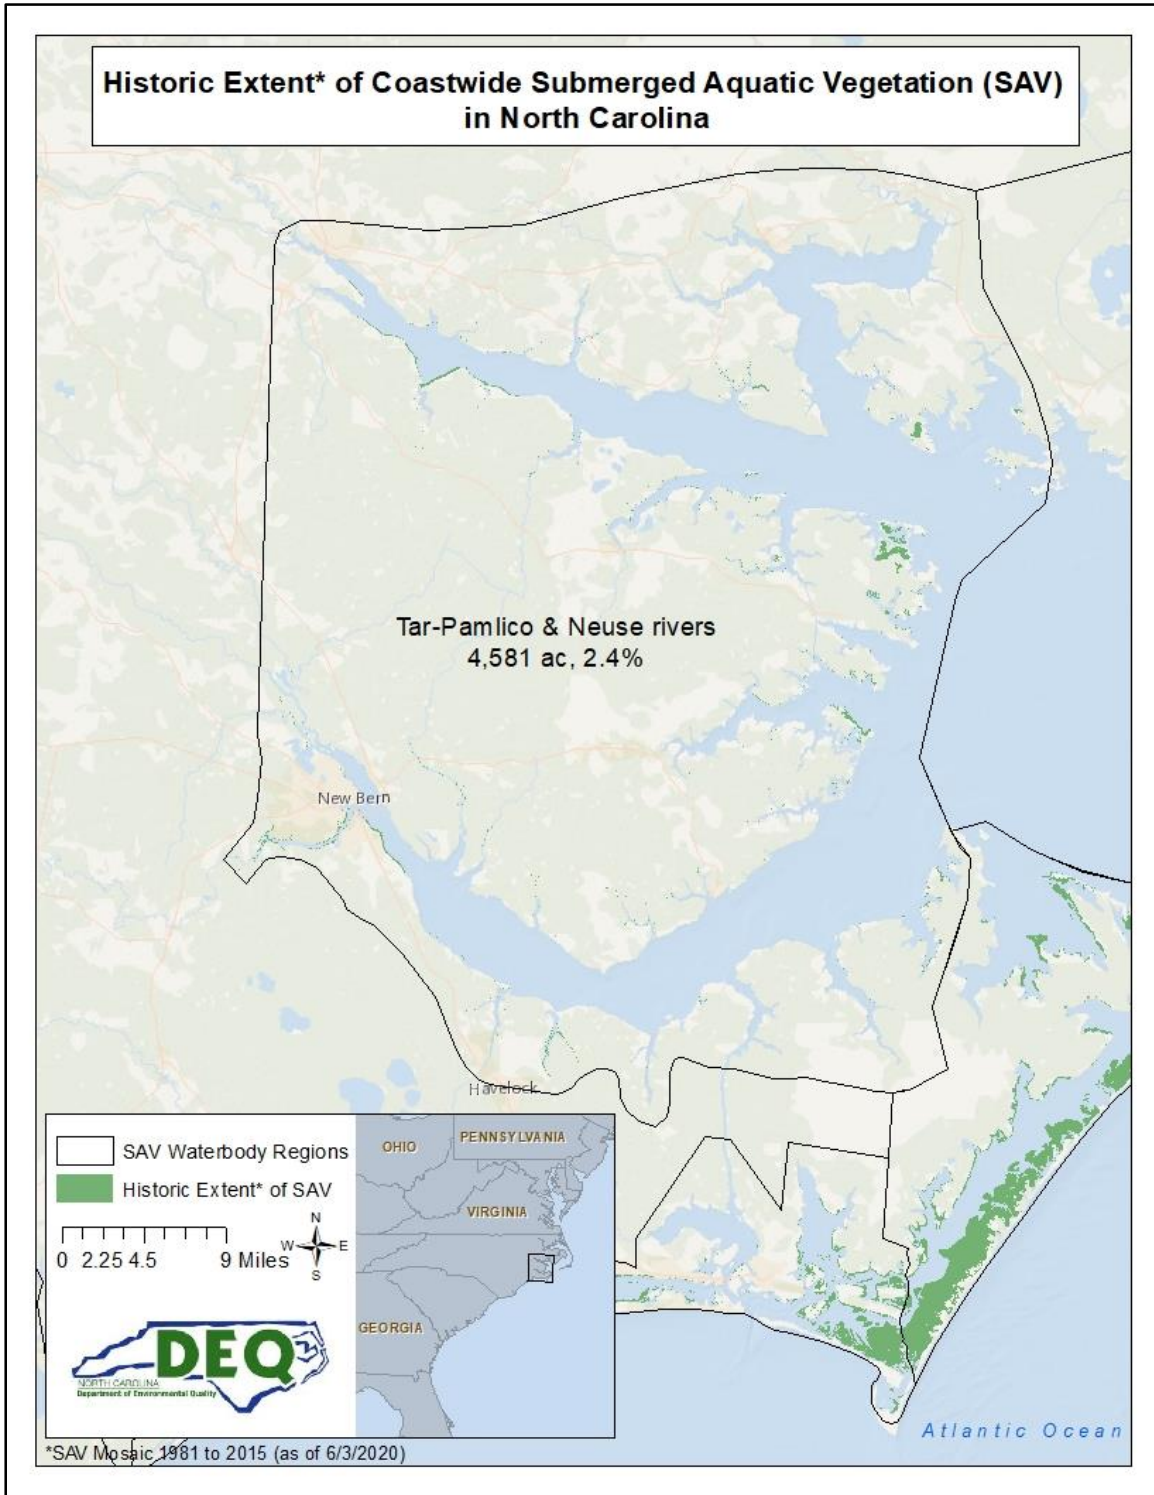 Historic Extent* of Coastwide Submerged Aquatic Vegetation (SAV)
in North Carolina
Tar-Pamlico & Neuse rivers
4,581 ac, 2.4%
New Bern
Havelock
SAV Waterbody Regions
Historic Extent* of SAV
N
W E
S
0 2.25 4.5 9 Miles
OHIO
PENNSYLVANIA
VIRGINIA
GEORGIA
DEQ
NORTH CAROLINA
Department of Environmental Quality
Atlantic Ocean
*SAV Mosaic 1981 to 2015 (as of 6/3/2020)